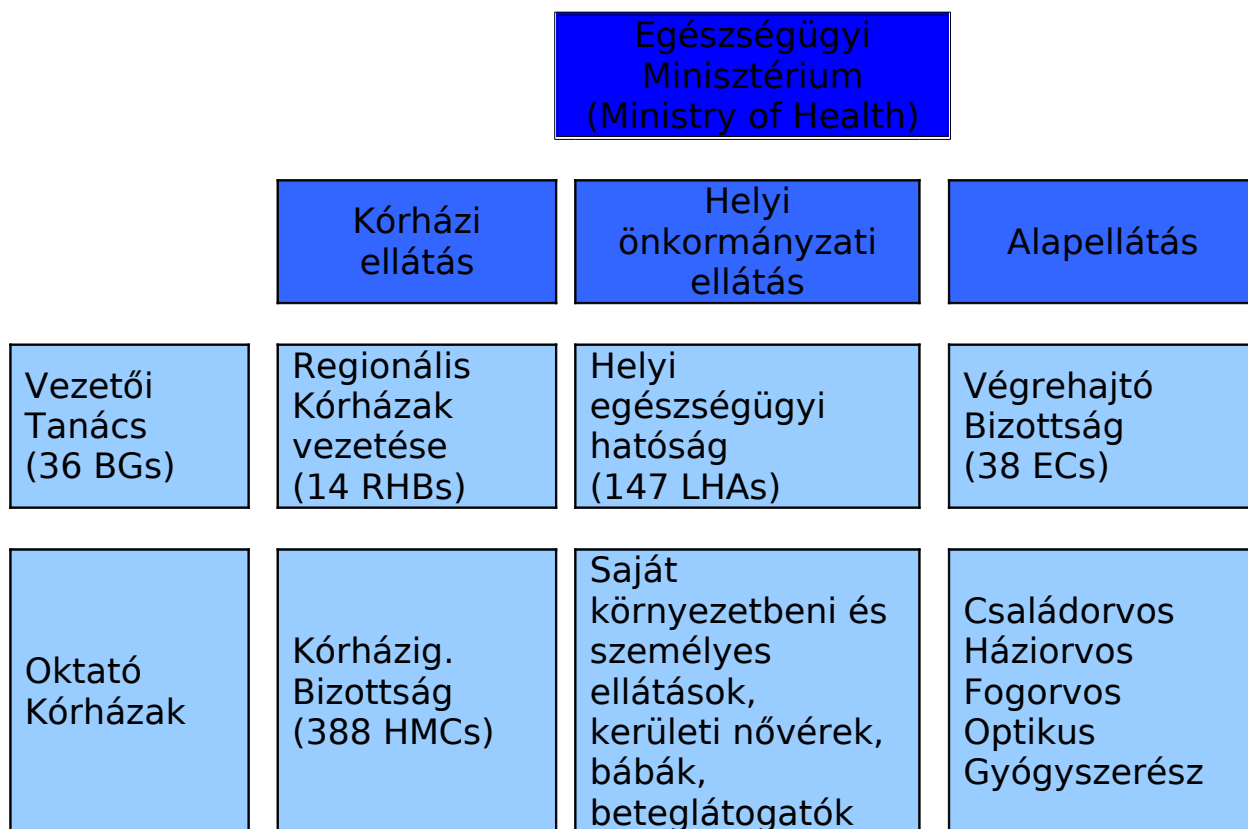 Egészségügyi
Minisztérium
(Ministry of Health)
Kórházi
ellátás
Helyi
önkormányzati
ellátás
Alapellátás
Vezetői
Tanács
(36 BGs)
Regionális
Kórházak
vezetése
(14 RHBs)
Helyi
egészségügyi
hatóság
(147 LHAs)
Végrehajtó
Bizottság
(38 ECs)
Oktató
Kórházak
Kórházig.
Bizottság
(388 HMCs)
Saját
környezetbeni és
személyes
ellátások,
kerületi nővérek,
bábák,
beteglátogatók
Családorvos
Háziorvos
Fogorvos
Optikus
Gyógyszerész